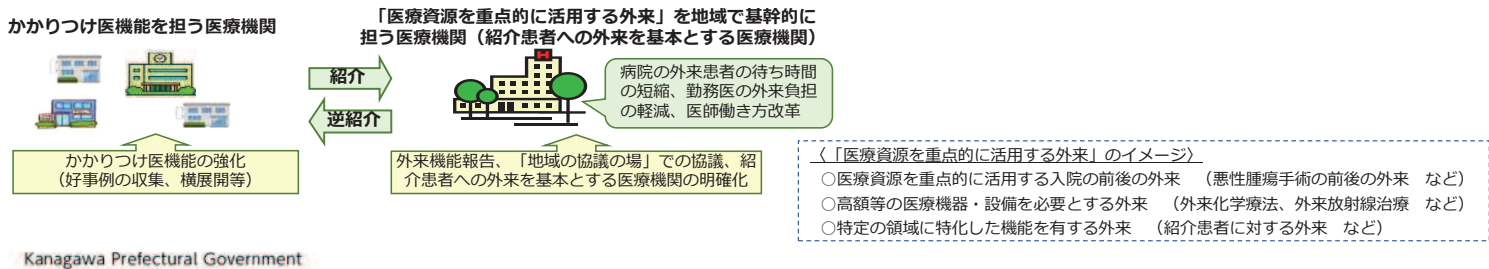 かかりつけ医機能を担う医療機関
「医療資源を重点的に活用する外来」を地域で基幹的に
担う医療機関（紹介患者への外来を基本とする医療機関）
紹介
逆紹介
病院の外来患者の待ち時間
の短縮、勤務医の外来負担
の軽減、医師働き方改革
かかりつけ医機能の強化
（好事例の収集、横展開等）
外来機能報告、「地域の協議の場」での協議、紹
介患者への外来を基本とする医療機関の明確化
〈「医療資源を重点的に活用する外来」のイメージ〉
○医療資源を重点的に活用する入院の前後の外来　（悪性腫瘍手術の前後の外来　など）
○高額等の医療機器・設備を必要とする外来　（外来化学療法、外来放射線治療　など）
○特定の領域に特化した機能を有する外来　（紹介患者に対する外来　など）
Kanagawa Prefectural Government